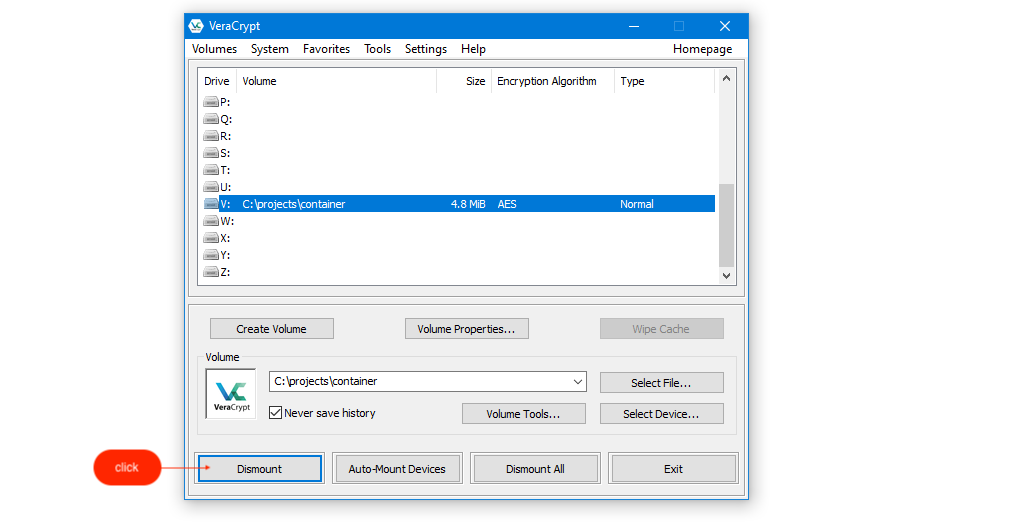 VeraCrypt
Volumes System Favorites Tools Settings Help Homepage
Drive Volume Size Encryption Algorithm Type
P:
Q:
R:
S:
T:
U:
V: C:\projects\container 4.8 MiB AES Normal
W:
X:
Y:
Z:
Create Volume Volume Properties... Wipe Cache
Volume
C:\projects\container Select File...
VeraCrypt
Never save history Volume Tools... Select Device...
click Dismount Auto-Mount Devices Dismount All Exit